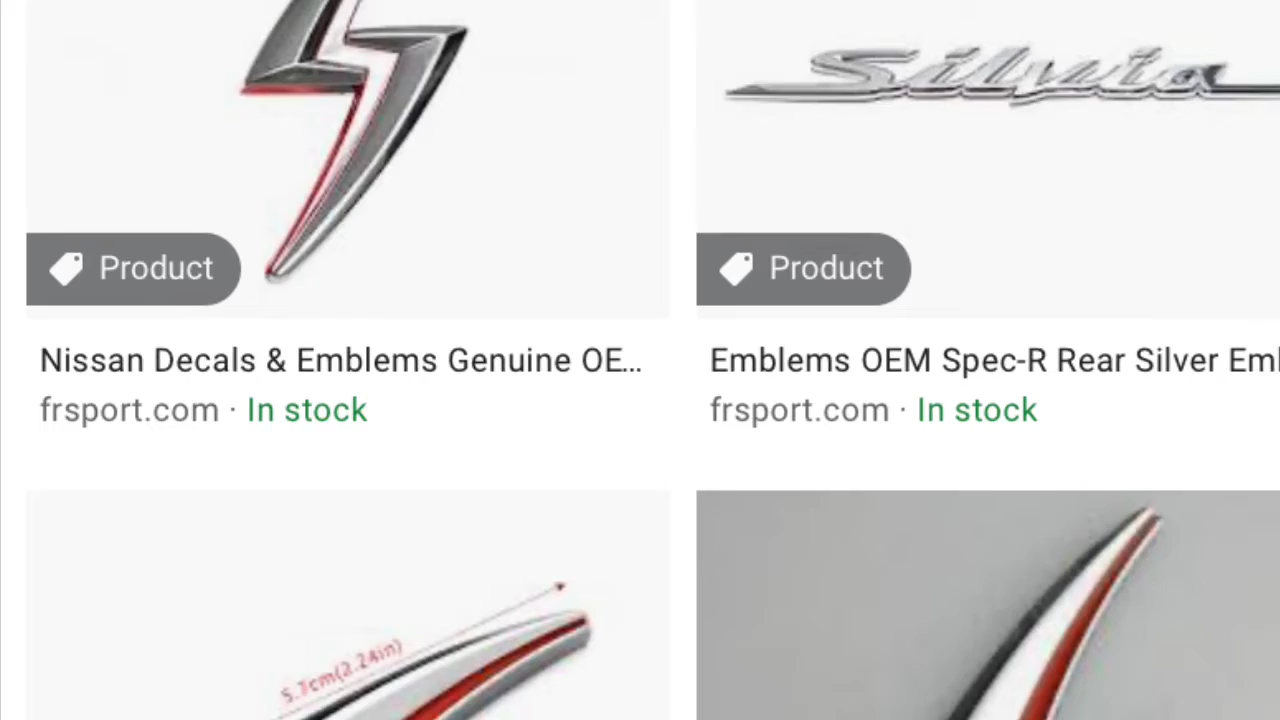 Silvia
Product
Product
Nissan Decals & Emblems Genuine OE...
Emblems OEM Spec-R Rear Silver Emb
frsport.com · In stock
frsport.com · In stock
5.7cm(2.24in)